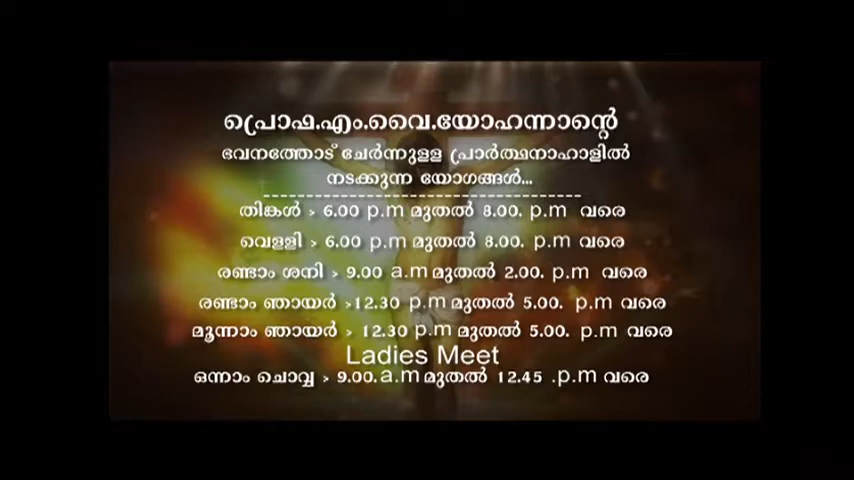 പ്രൊഫ.എം.വൈ.യോഹന്നാന്റെ
ഭവനത്തോട് ചേർന്നുള്ള പ്രാർത്ഥനാഹാളിൽ
നടക്കുന്ന യോഗങ്ങൾ...
തിങ്കൾ > 6.00 p.m മുതൽ 8.00. p.m വരെ
വെള്ളി > 6.00 p.m മുതൽ 8.00. p.m വരെ
രണ്ടാം ശനി > 9.00 a.m മുതൽ 2.00. p.m വരെ
രണ്ടാം ഞായർ >12.30 p.m മുതൽ 5.00. p.m വരെ
മൂന്നാം ഞായർ > 12.30 p.m മുതൽ 5.00. p.m വരെ
Ladies Meet
ഒന്നാം ചൊവ്വ > 9.00.a.m മുതൽ 12.45 .p.m വരെ